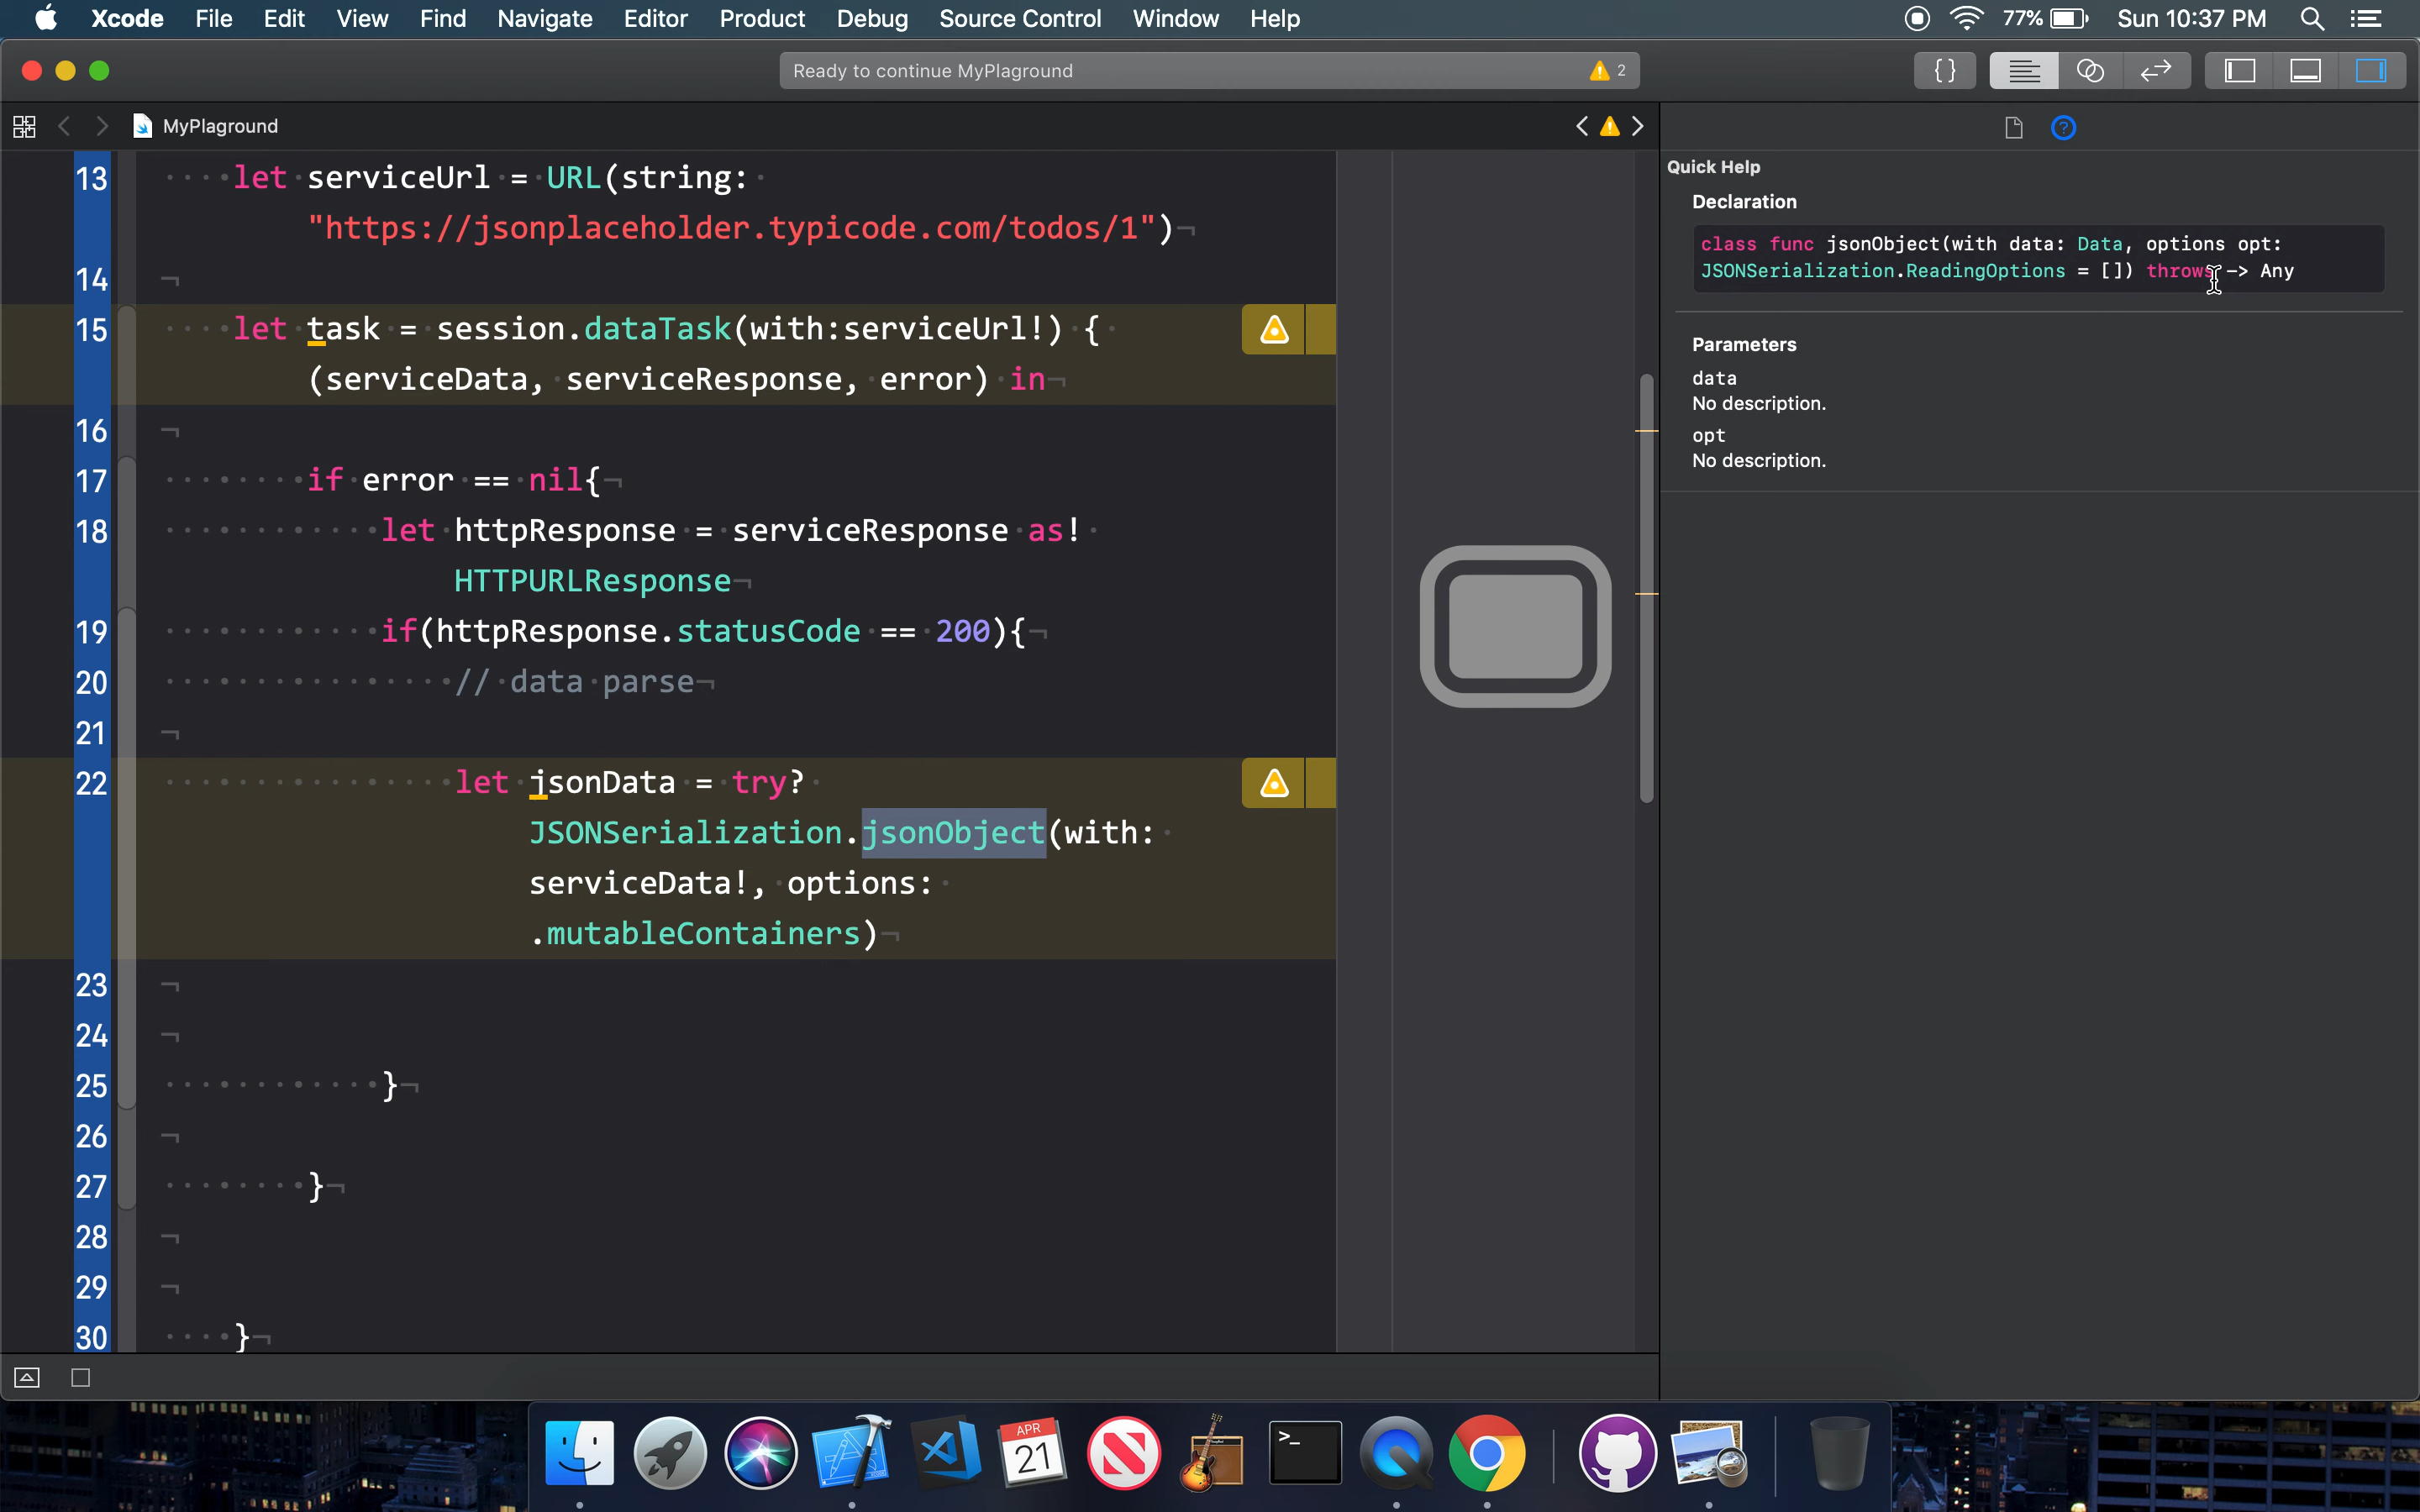 Xcode File Edit View Find Navigate Editor Product Debug Source Control Window Help 77% Sun 10:37 PM
Ready to continue MyPlaground 2
{ }
MyPlaground
13 let serviceUrl = URL(string:
"https://jsonplaceholder.typicode.com/todos/1")
14
15 let task = session.dataTask(with:serviceUrl!) {
(serviceData, serviceResponse, error) in
16
17 if error == nil{
18 let httpResponse = serviceResponse as!
HTTPURLResponse
19 if(httpResponse.statusCode == 200){
20 // data parse
21
22 let jsonData = try?
JSONSerialization.jsonObject(with:
serviceData!, options:
.mutableContainers)
23
24
25 }
26
27 }
28
29
30 }
Quick Help
Declaration
class func jsonObject(with data: Data, options opt:
JSONSerialization.ReadingOptions = []) throws -> Any
Parameters
data
No description.
opt
No description.
APR
21
>_